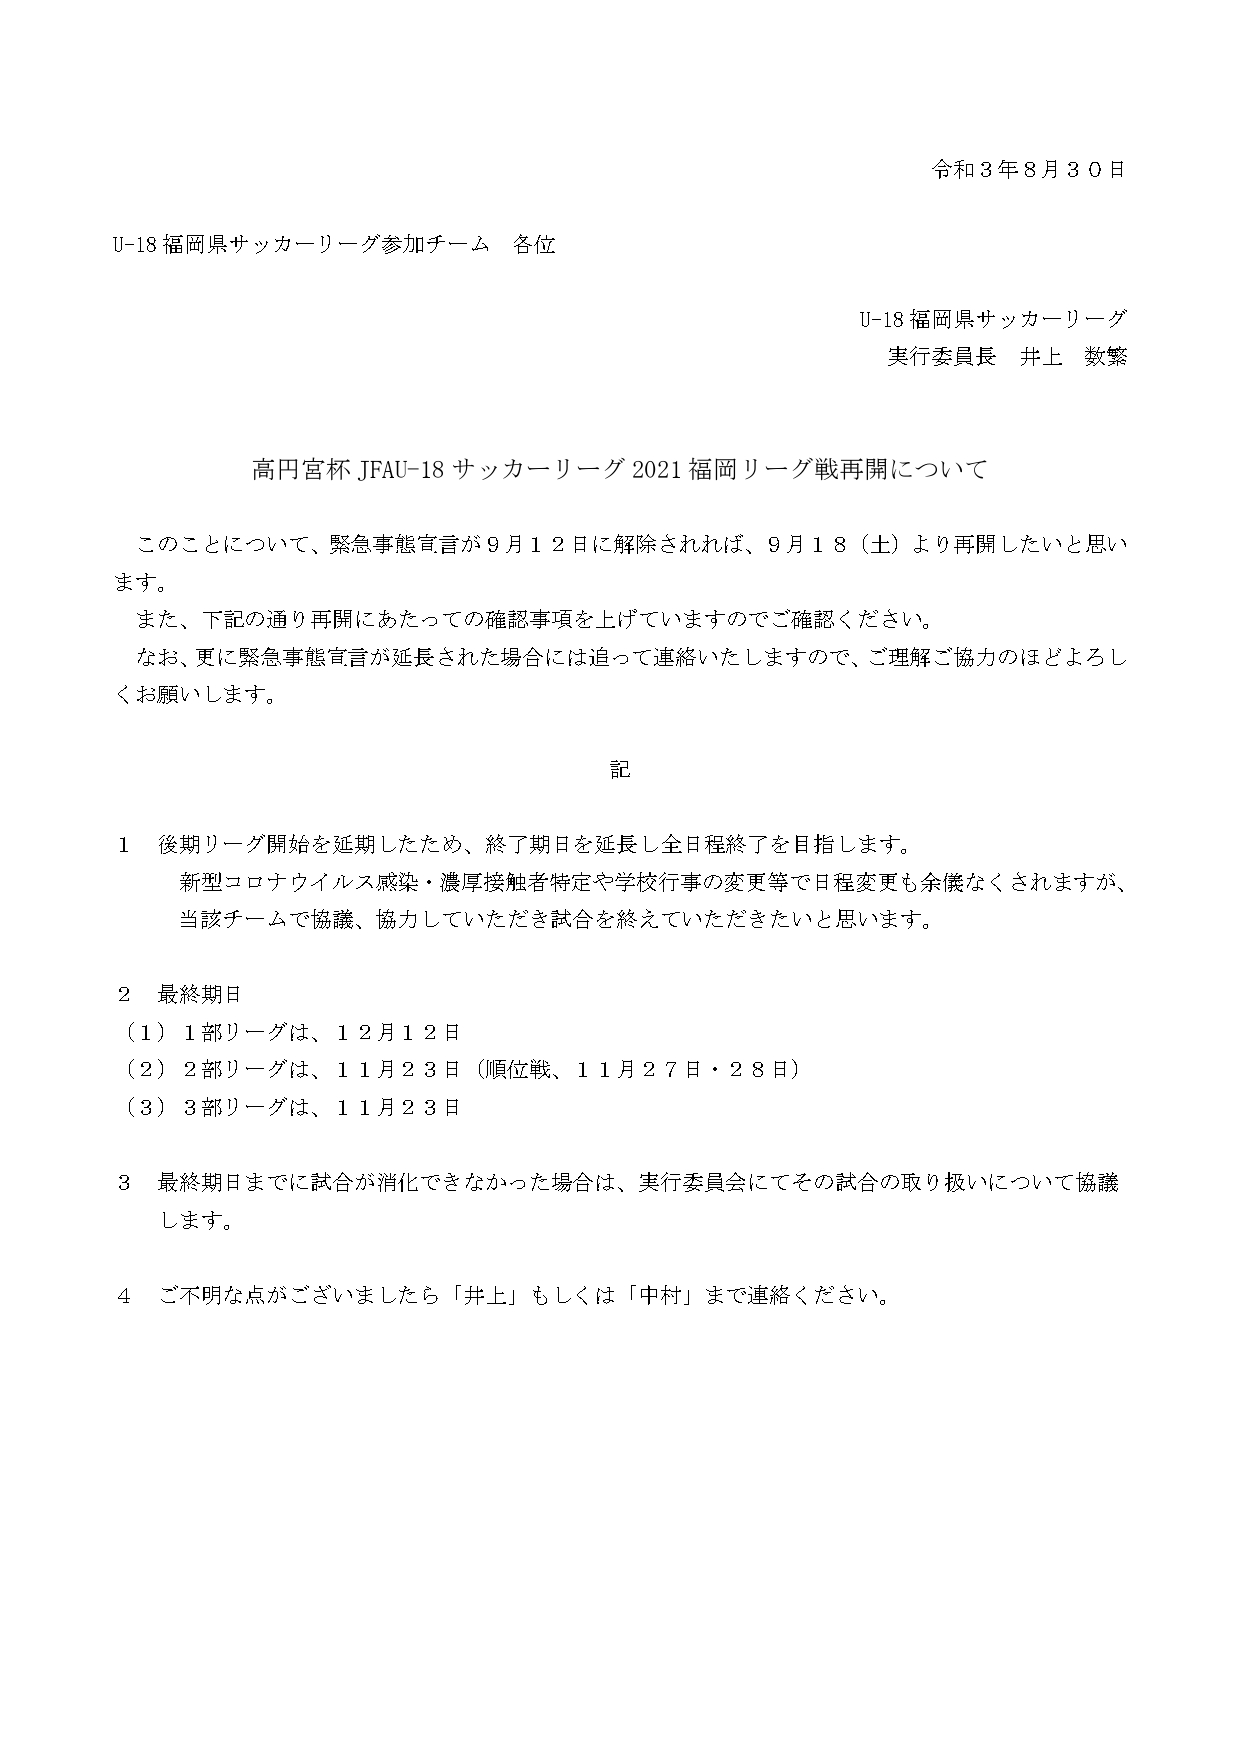 令和３年８月３０日
U-18 福岡県サッカーリーグ参加チーム　各位
U-18 福岡県サッカーリーグ
実行委員長　井上　数繁
高円宮杯 JFAU-18 サッカーリーグ 2021 福岡リーグ戦再開について
このことについて、緊急事態宣言が９月１２日に解除されれば、９月１８（土）より再開したいと思い
ます。
また、下記の通り再開にあたっての確認事項を上げていますのでご確認ください。
なお、更に緊急事態宣言が延長された場合には追って連絡いたしますので、ご理解ご協力のほどよろし
くお願いします。
記
１　後期リーグ開始を延期したため、終了期日を延長し全日程終了を目指します。
新型コロナウイルス感染・濃厚接触者特定や学校行事の変更等で日程変更も余儀なくされますが、
当該チームで協議、協力していただき試合を終えていただきたいと思います。
２　最終期日
（１）１部リーグは、１２月１２日
（２）２部リーグは、１１月２３日（順位戦、１１月２７日・２８日）
（３）３部リーグは、１１月２３日
３　最終期日までに試合が消化できなかった場合は、実行委員会にてその試合の取り扱いについて協議
します。
４　ご不明な点がございましたら「井上」もしくは「中村」まで連絡ください。